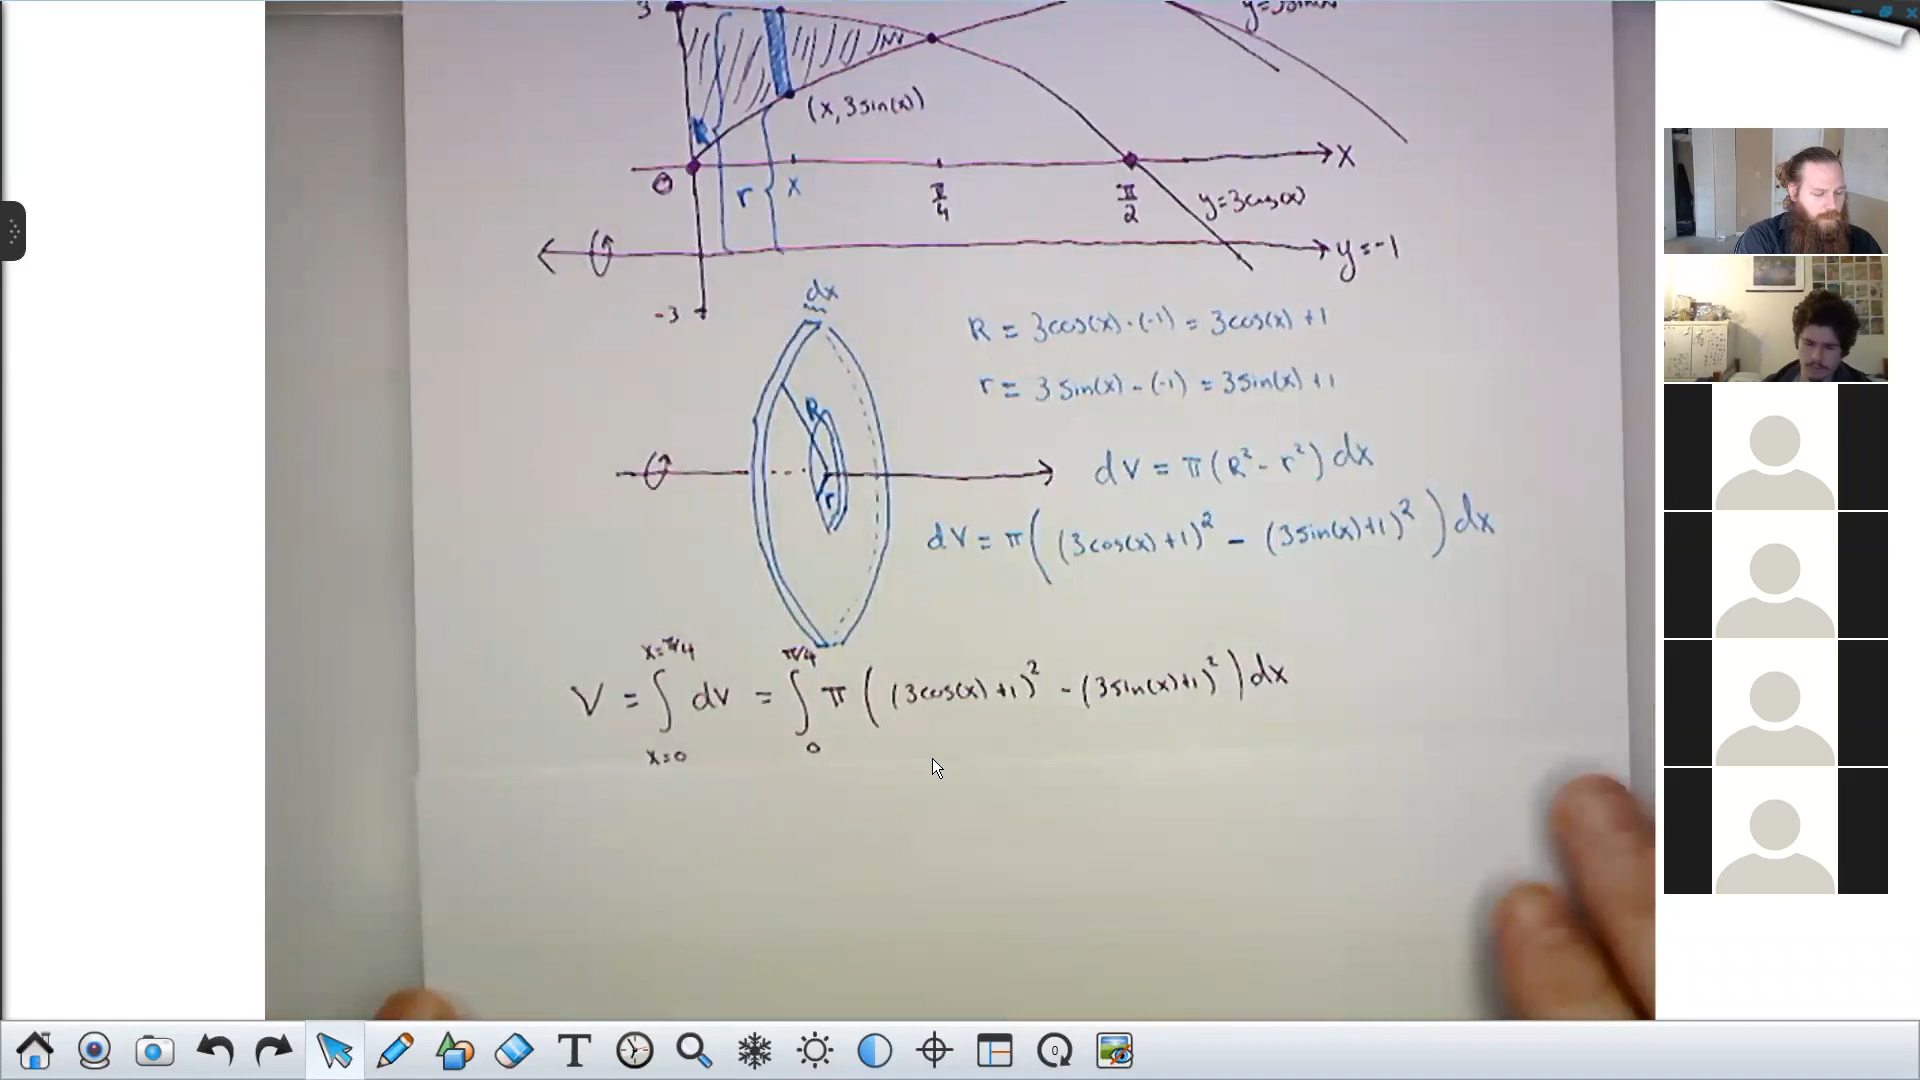 3
y=3sin(x)
(x, 3sin(x))
X
0
r
x
π/4
π/2
y=3cos(x)
y=-1
-3
dx
R = 3cos(x)-(-1) = 3cos(x)+1
r = 3sin(x)-(-1) = 3sin(x)+1
R
r
dV = π(R²-r²)dx
dV = π((3cos(x)+1)² - (3sin(x)+1)²)dx
V = ∫_{x=0}^{x=π/4} dV = ∫_{0}^{π/4} π((3cos(x)+1)² - (3sin(x)+1)²)dx
T
0